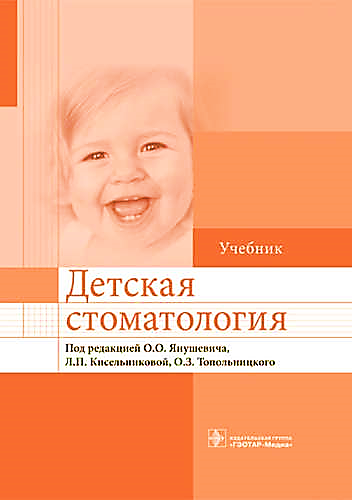 Учебник
Детская
стоматология
Под редакцией О.О. Янушевича,
Л.П. Кисельниковой, О.З. Топольницкого
ИЗДАТЕЛЬСКАЯ ГРУППА
«ГЭОТАР-Медиа»